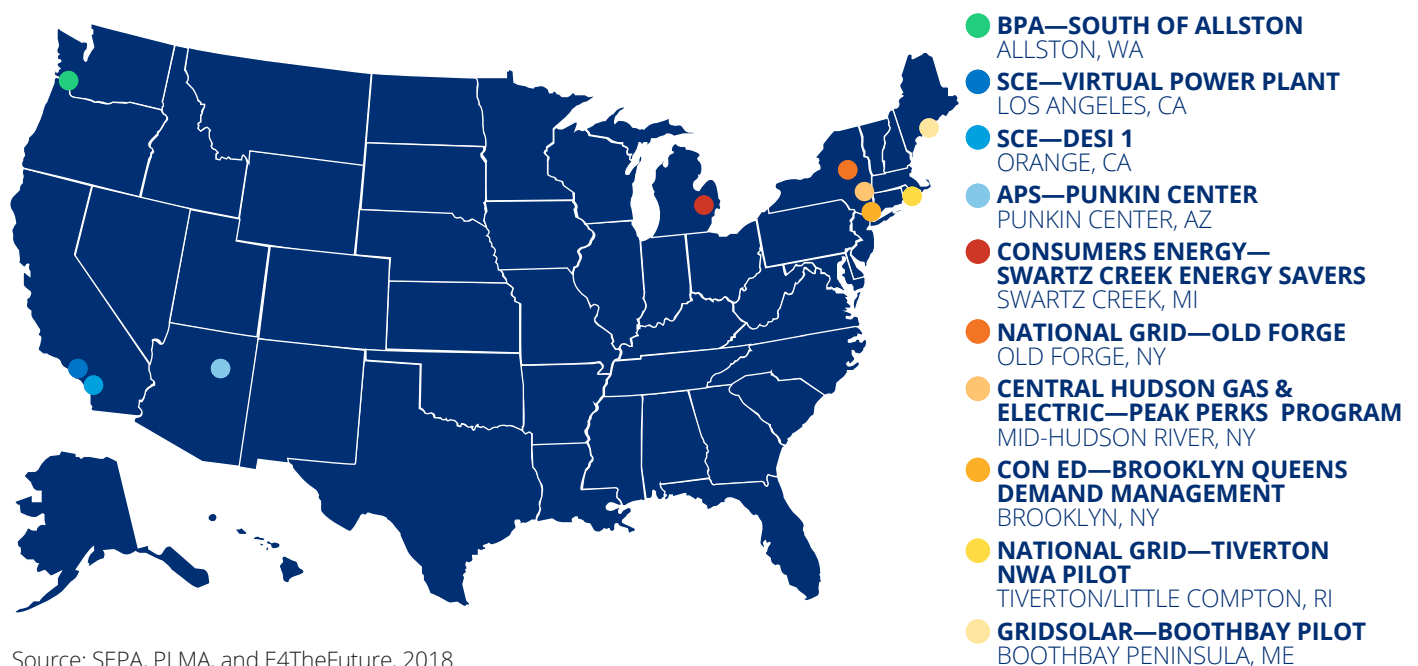 BPA—SOUTH OF ALLSTON
ALLSTON, WA
SCE—VIRTUAL POWER PLANT
LOS ANGELES, CA
SCE—DESI 1
ORANGE, CA
APS—PUNKIN CENTER
PUNKIN CENTER, AZ
CONSUMERS ENERGY—
SWARTZ CREEK ENERGY SAVERS
SWARTZ CREEK, MI
NATIONAL GRID—OLD FORGE
OLD FORGE, NY
CENTRAL HUDSON GAS &
ELECTRIC—PEAK PERKS PROGRAM
MID-HUDSON RIVER, NY
CON ED—BROOKLYN QUEENS
DEMAND MANAGEMENT
BROOKLYN, NY
NATIONAL GRID—TIVERTON
NWA PILOT
TIVERTON/LITTLE COMPTON, RI
GRIDSOLAR—BOOTHBAY PILOT
BOOTHBAY PENINSULA, ME
Source: SEPA, PLMA, and E4TheFuture, 2018